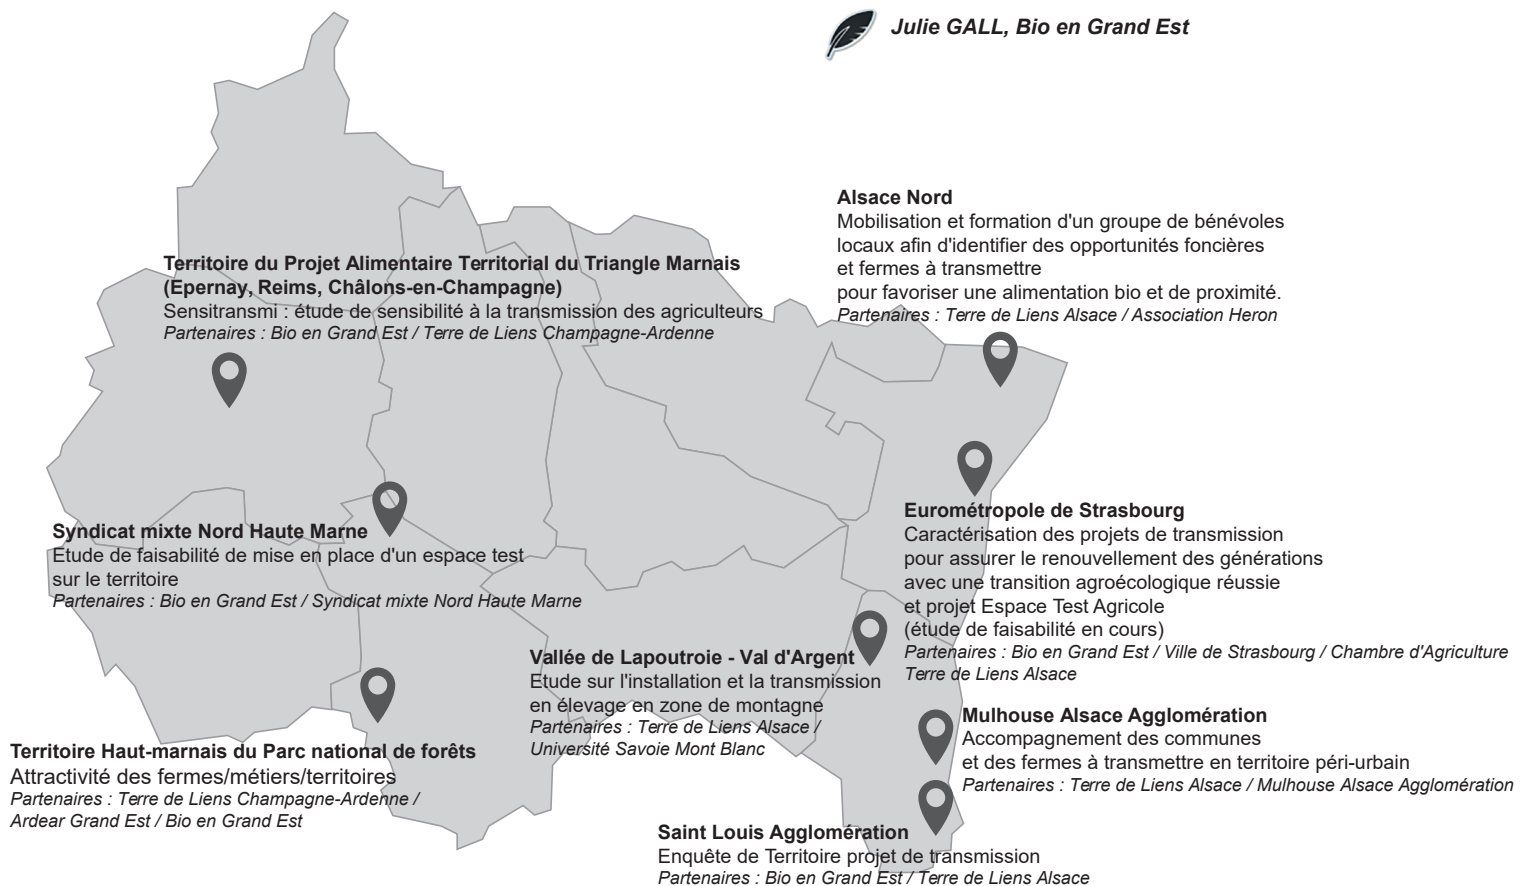 Julie GALL, Bio en Grand Est
Alsace Nord
Mobilisation et formation d'un groupe de bénévoles
locaux afin d'identifier des opportunités foncières
et fermes à transmettre
pour favoriser une alimentation bio et de proximité.
Partenaires : Terre de Liens Alsace / Association Heron
Territoire du Projet Alimentaire Territorial du Triangle Marnais
(Epernay, Reims, Châlons-en-Champagne)
Sensitransmi : étude de sensibilité à la transmission des agriculteurs
Partenaires : Bio en Grand Est / Terre de Liens Champagne-Ardenne
Eurométropole de Strasbourg
Caractérisation des projets de transmission
pour assurer le renouvellement des générations
avec une transition agroécologique réussie
et projet Espace Test Agricole
(étude de faisabilité en cours)
Partenaires : Bio en Grand Est / Ville de Strasbourg / Chambre d'Agriculture
Terre de Liens Alsace
Syndicat mixte Nord Haute Marne
Etude de faisabilité de mise en place d'un espace test
sur le territoire
Partenaires : Bio en Grand Est / Syndicat mixte Nord Haute Marne
Vallée de Lapoutroie - Val d'Argent
Etude sur l'installation et la transmission
en élevage en zone de montagne
Partenaires : Terre de Liens Alsace /
Université Savoie Mont Blanc
Mulhouse Alsace Agglomération
Accompagnement des communes
et des fermes à transmettre en territoire péri-urbain
Partenaires : Terre de Liens Alsace / Mulhouse Alsace Agglomération
Territoire Haut-marnais du Parc national de forêts
Attractivité des fermes/métiers/territoires
Partenaires : Terre de Liens Champagne-Ardenne /
Ardear Grand Est / Bio en Grand Est
Saint Louis Agglomération
Enquête de Territoire projet de transmission
Partenaires : Bio en Grand Est / Terre de Liens Alsace